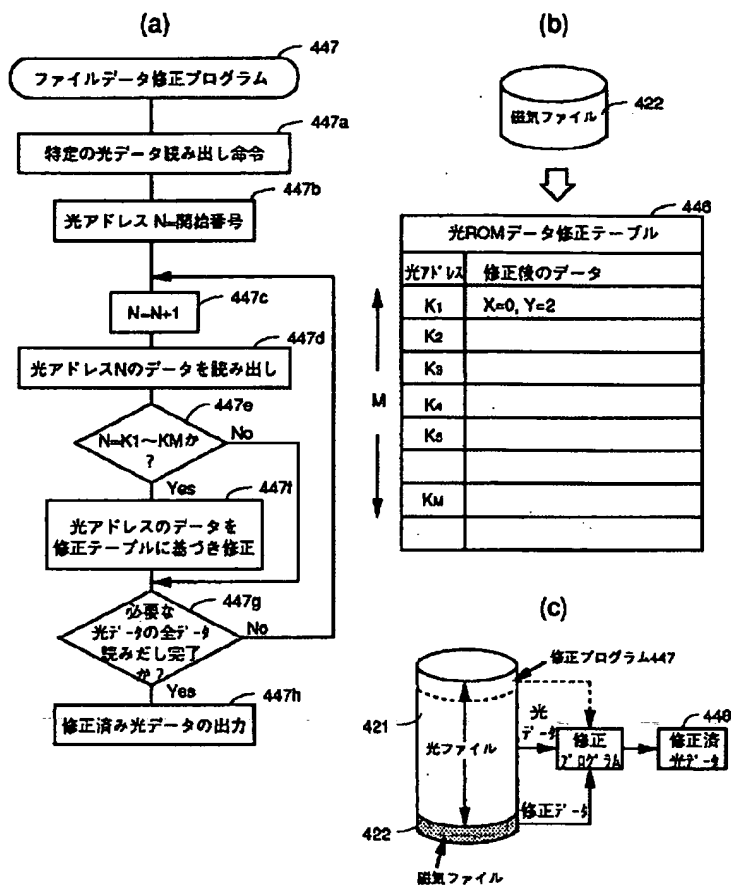 (a)
447
ファイルデータ修正プログラム
447a
特定の光データ読み出し命令
447b
光アドレス N=開始番号
447c
N=N+1
447d
光アドレスNのデータを読み出し
447e
N=K1～KMか
?
No
Yes
447f
光アドレスのデータを
修正テーブルに基づき修正
447g
必要な
光データの全データ
読みだし完了
か?
No
Yes
447h
修正済み光データの出力
(b)
磁気ファイル
422
446
光ROMデータ修正テーブル
光アドレス 修正後のデータ
K1 X=0, Y=2
K2
K3
K4
K5
KM
M
(c)
修正プログラム447
421
光ファイル
光
データ
修正
プログラム
448
修正済
光データ
修正データ
422
磁気ファイル